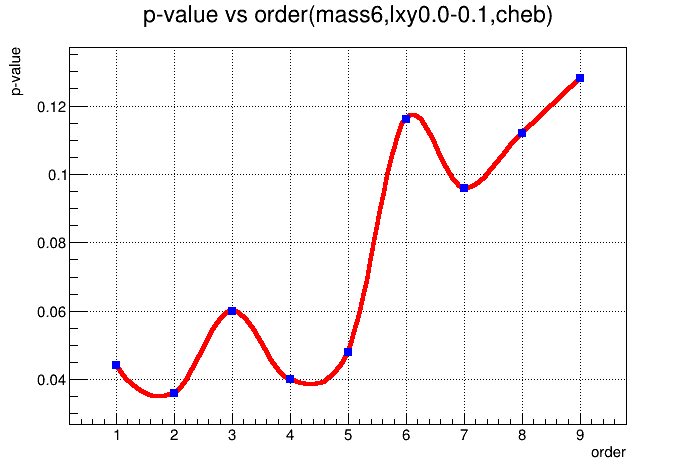 p-value vs order(mass6,lxy0.0-0.1,cheb)
p-value
0.12
0.1
0.08
0.06
0.04
1 2 3 4 5 6 7 8 9
order